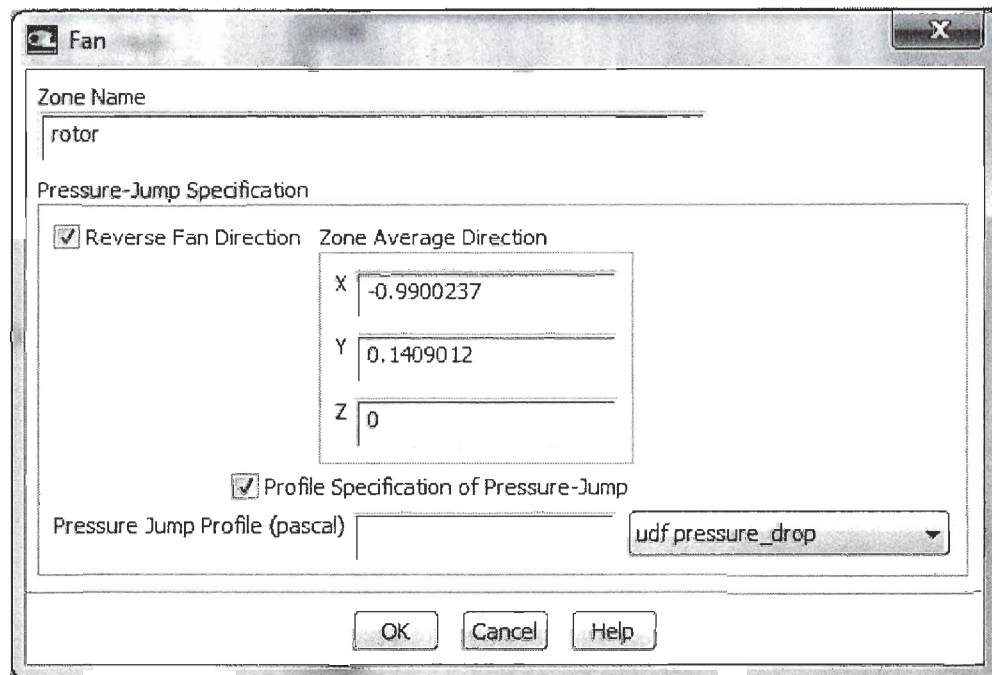 Fan
Zone Name
rotor
Pressure-Jump Specification
Reverse Fan Direction Zone Average Direction
X -0.9900237
Y 0.1409012
Z 0
Profile Specification of Pressure-Jump
Pressure Jump Profile (pascal) udf pressure_drop
OK Cancel Help